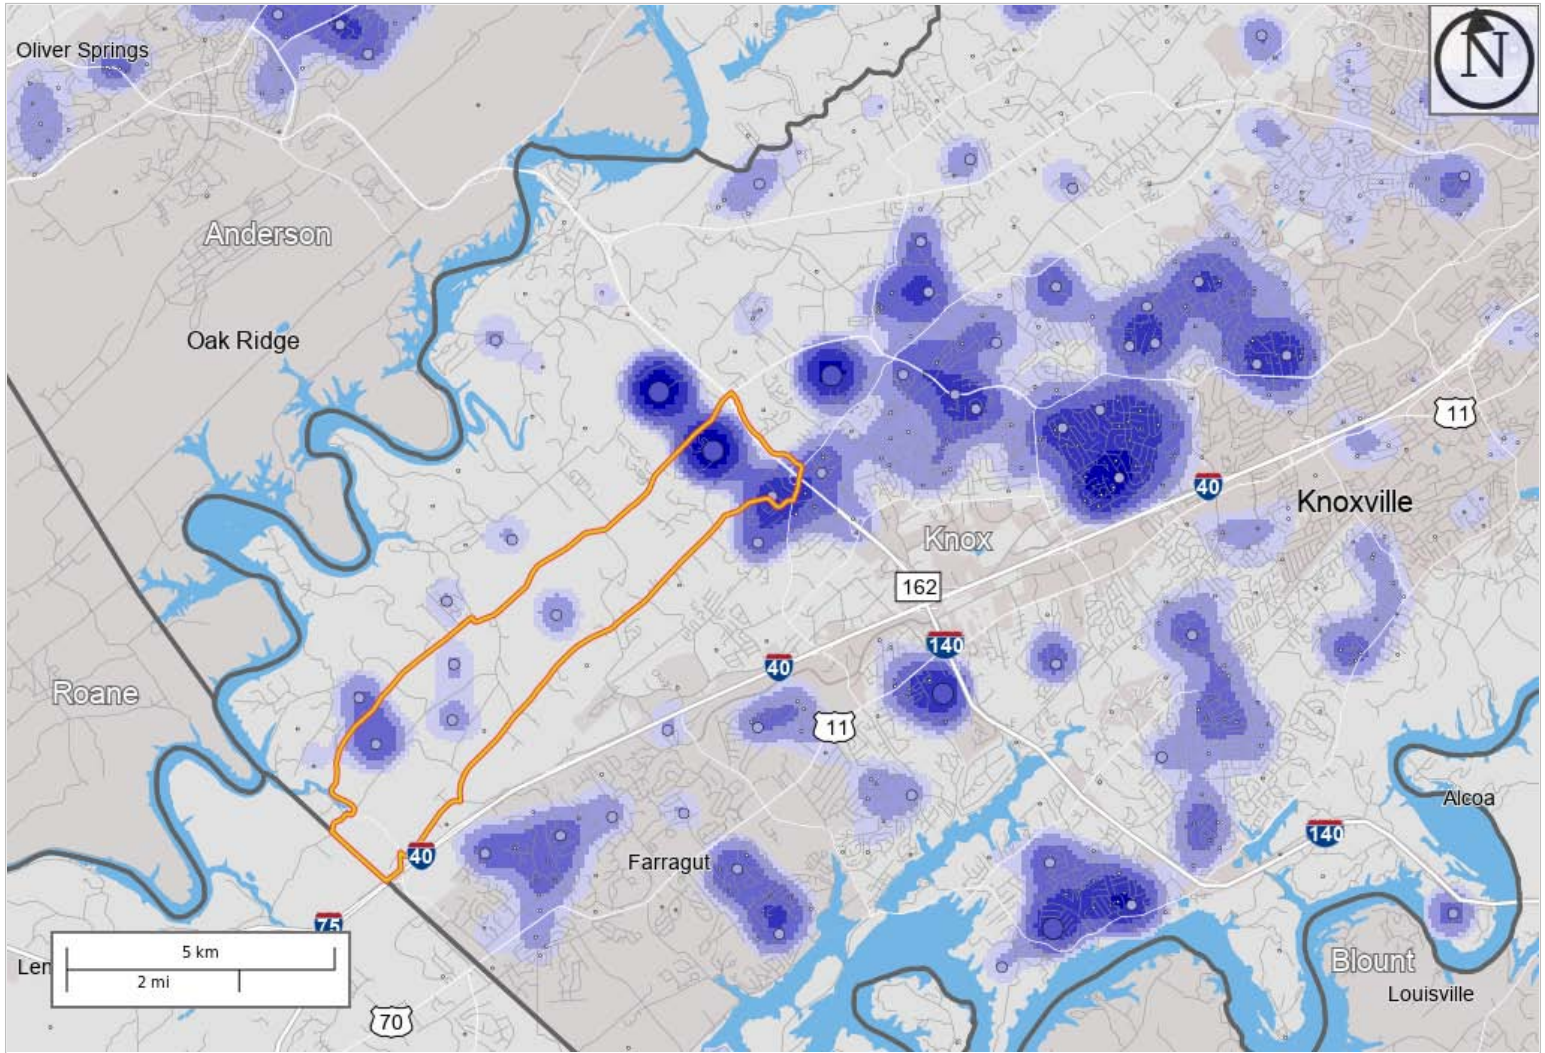 Oliver Springs
N
Anderson
Oak Ridge
11
40
Knoxville
Knox
162
140
40
Roane
11
Alcoa
140
40
Farragut
75
5 km
Len
2 mi
Blount
Louisville
70